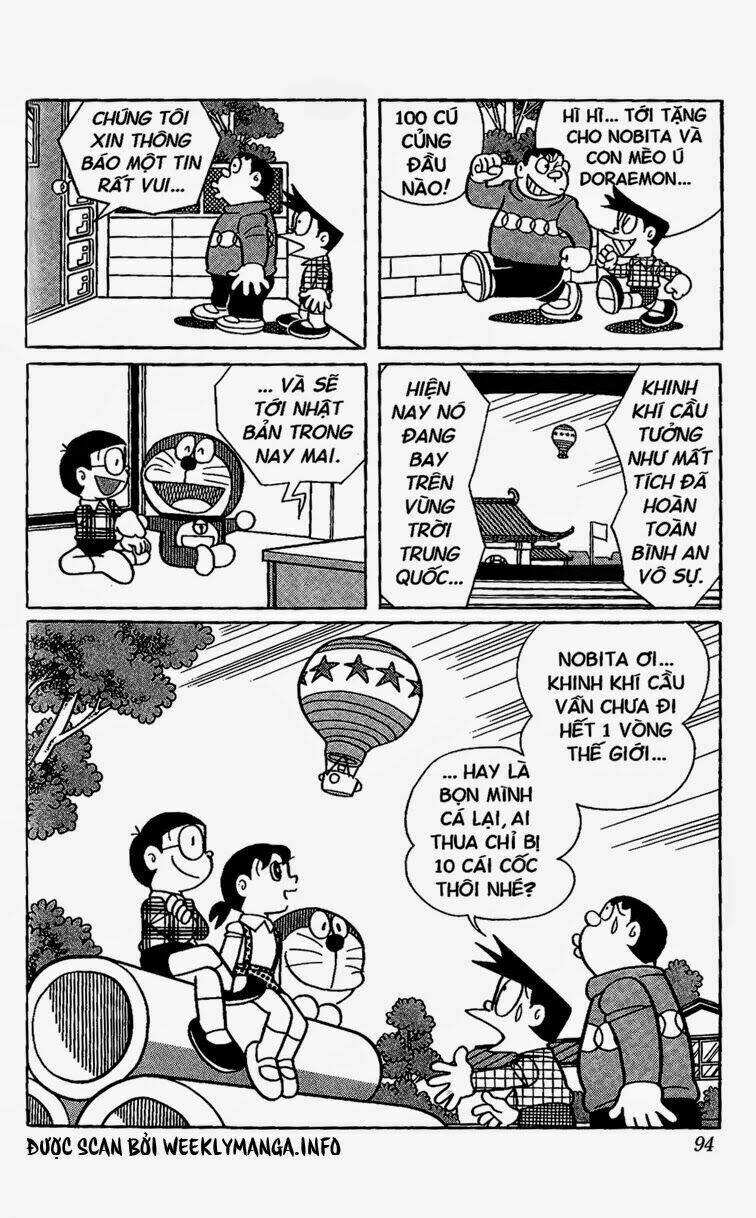 HÌ HÌ... TỚI TẶNG
CHO NOBITA VÀ
CON MÈO Ú
DORAEMON...
100 CÚ
CỦNG ĐẦU
NÀO!
CHÚNG TÔI
XIN THÔNG
BÁO MỘT TIN
RẤT VUI...
KHINH
KHÍ CẦU
TƯỞNG
NHƯ MẤT
TÍCH ĐÃ
HOÀN
TOÀN
BÌNH AN
VÔ SỰ.
HIỆN
NAY NÓ
ĐANG
BAY
TRÊN
VÙNG
TRỜI
TRUNG
QUỐC...
... VÀ SẼ
TỚI NHẬT
BẢN TRONG
NAY MAI.
NOBITA ƠI...
KHINH KHÍ CẦU
VẪN CHƯA ĐI
HẾT 1 VÒNG
THẾ GIỚI...
... HAY LÀ
BỌN MÌNH
CÁ LẠI, AI
THUA CHỈ BỊ
10 CÁI CỐC
THÔI NHÉ?
ĐƯỢC SCAN BỞI WEEKLYMANGA.INFO
94